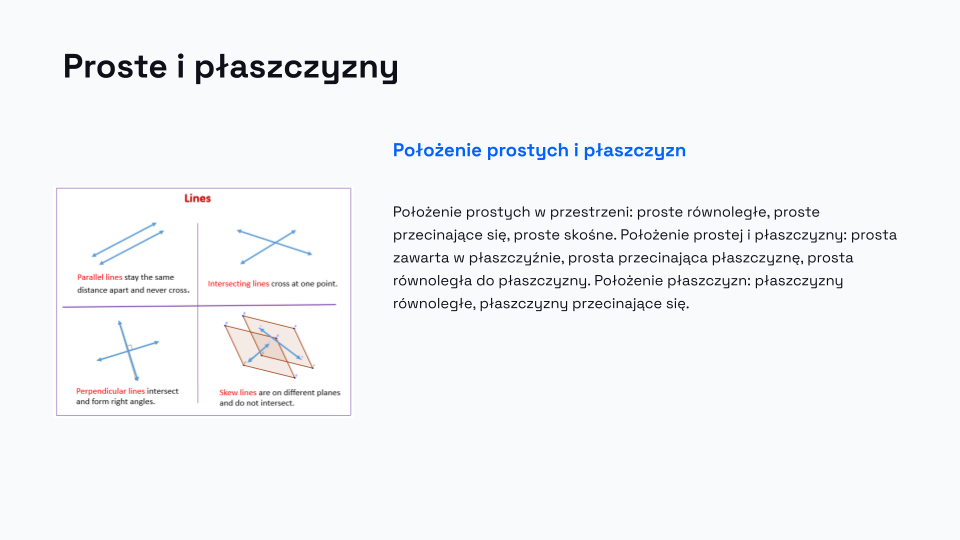 Proste i płaszczyzny
Położenie prostych i płaszczyzn
Położenie prostych w przestrzeni: proste równoległe, proste
przecinające się, proste skośne. Położenie prostej i płaszczyzny: prosta
zawarta w płaszczyźnie, prosta przecinająca płaszczyznę, prosta
równoległa do płaszczyzny. Położenie płaszczyzn: płaszczyzny
równoległe, płaszczyzny przecinające się.
Lines
Parallel lines stay the same
distance apart and never cross.
Intersecting lines cross at one point.
Perpendicular lines intersect
and form right angles.
Skew lines are on different planes
and do not intersect.